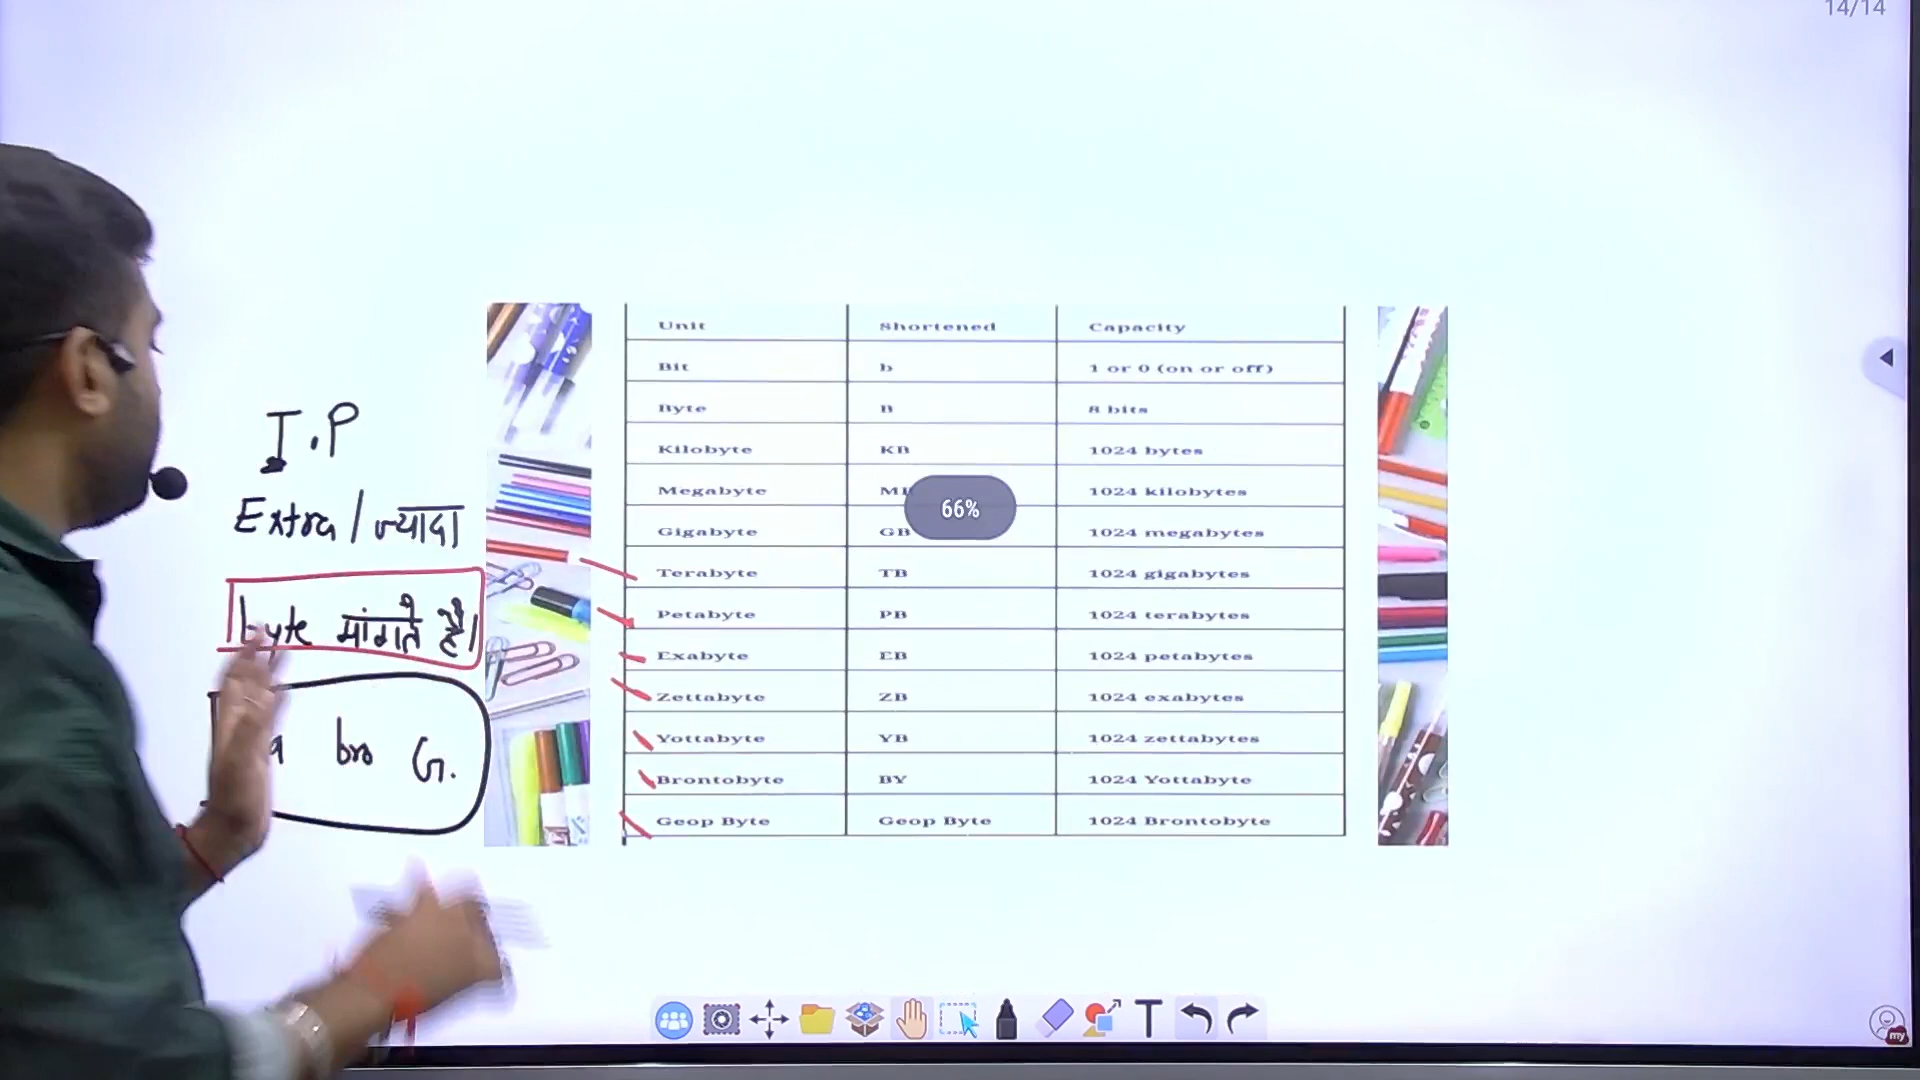 14/14
I.P
Extra / ज्यादा
byte मांगते है।
bro G.
Unit Shortened Capacity
Bit b 1 or 0 (on or off)
Byte B 8 bits
Kilobyte KB 1024 bytes
Megabyte 1024 kilobytes
Gigabyte GB 1024 megabytes
Terabyte TB 1024 gigabytes
Petabyte PB 1024 terabytes
Exabyte EB 1024 petabytes
Zettabyte ZB 1024 exabytes
Yottabyte YB 1024 zettabytes
Brontobyte BY 1024 Yottabyte
Geop Byte Geop Byte 1024 Brontobyte
66%
T
my